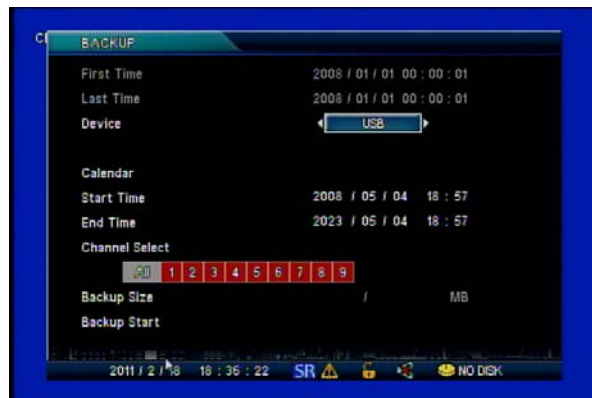 BACKUP
First Time 2008 / 01 / 01 00 : 00 : 01
Last Time 2008 / 01 / 01 00 : 00 : 01
Device USB
Calendar
Start Time 2008 / 05 / 04 18 : 57
End Time 2023 / 05 / 04 18 : 57
Channel Select
All 1 2 3 4 5 6 7 8 9
Backup Size / MB
Backup Start
2011 / 2 / 18 18 : 36 : 22 SR NO DISK